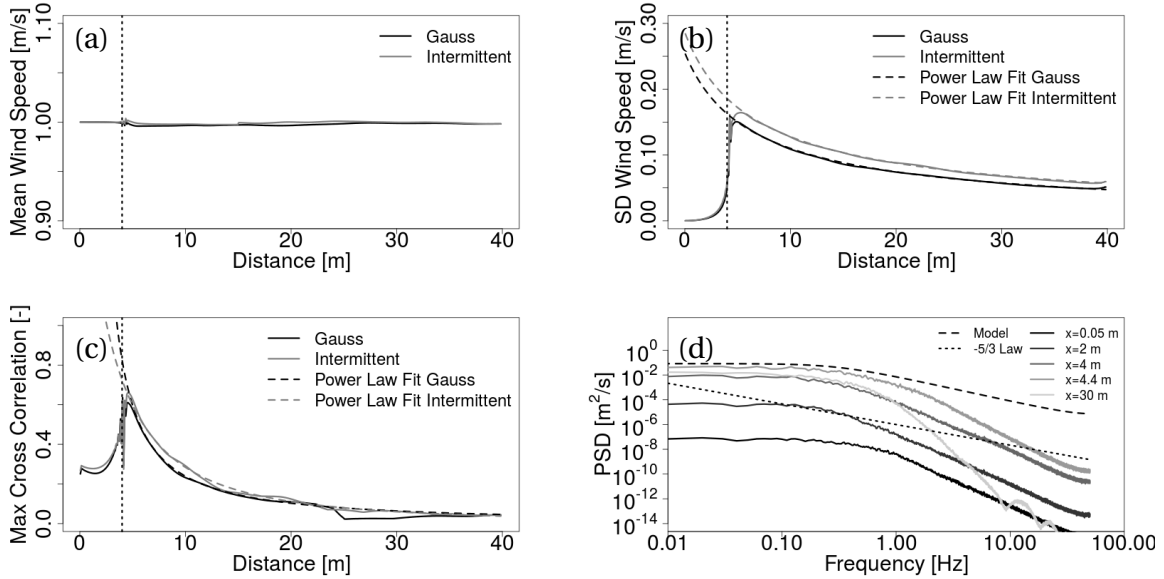 (a)
Gauss
Intermittent
Mean Wind Speed [m/s]
1.10
1.00
0.90
0 10 20 30 40
Distance [m]
(b)
Gauss
Intermittent
Power Law Fit Gauss
Power Law Fit Intermittent
SD Wind Speed [m/s]
0.30
0.20
0.10
0.00
0 10 20 30 40
Distance [m]
(c)
Gauss
Intermittent
Power Law Fit Gauss
Power Law Fit Intermittent
Max Cross Correlation [-]
0.8
0.4
0.0
0 10 20 30 40
Distance [m]
(d)
Model
-5/3 Law
x=0.05 m
x=2 m
x=4 m
x=4.4 m
x=30 m
PSD [m²/s]
10⁰
10⁻²
10⁻⁴
10⁻⁶
10⁻⁸
10⁻¹⁰
10⁻¹²
10⁻¹⁴
0.01 0.10 1.00 10.00 100.00
Frequency [Hz]